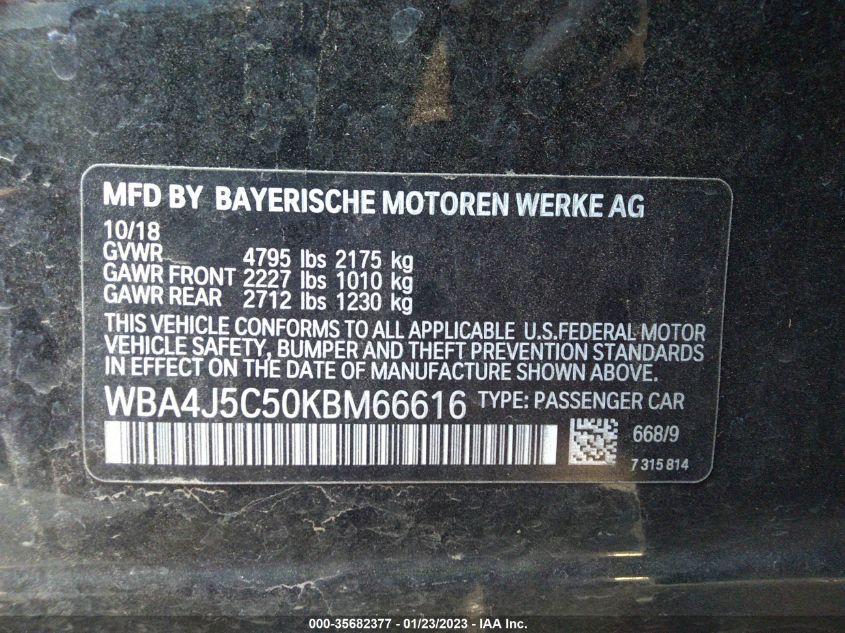 MFD BY BAYERISCHE MOTOREN WERKE AG
10/18
GVWR 4795 lbs 2175 kg
GAWR FRONT 2227 lbs 1010 kg
GAWR REAR 2712 lbs 1230 kg
THIS VEHICLE CONFORMS TO ALL APPLICABLE U.S.FEDERAL MOTOR
VEHICLE SAFETY, BUMPER AND THEFT PREVENTION STANDARDS
IN EFFECT ON THE DATE OF MANUFACTURE SHOWN ABOVE.
WBA4J5C50KBM66616 TYPE: PASSENGER CAR
668/9
7 315 814
000-35682377 - 01/23/2023 - IAA Inc.